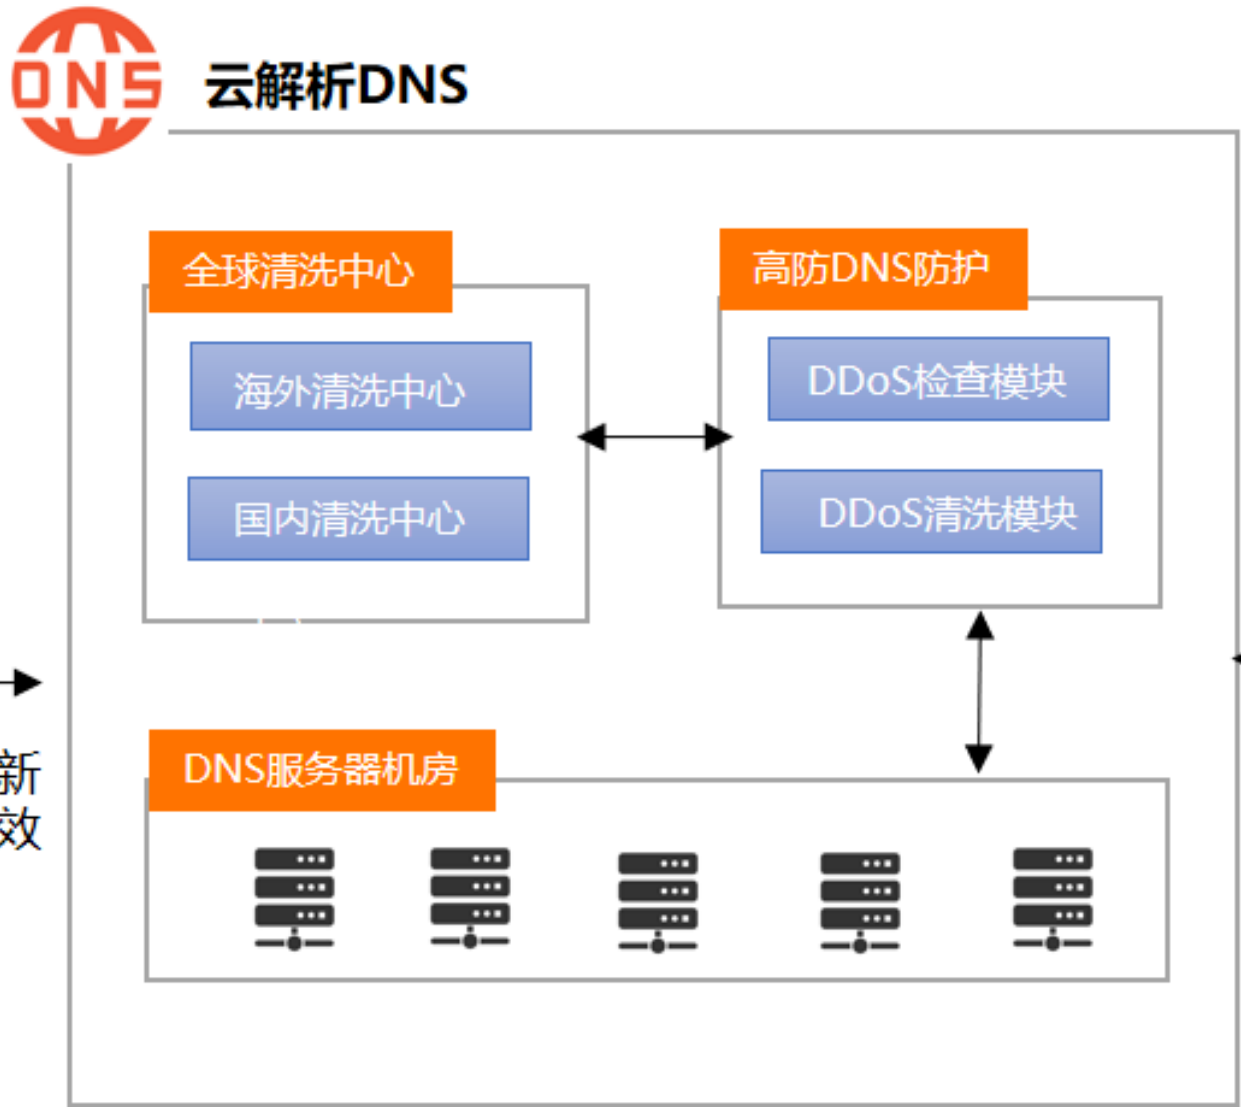 DNS
云解析DNS
全球清洗中心
海外清洗中心
国内清洗中心
高防DNS防护
DDoS检查模块
DDoS清洗模块
新
效
DNS服务器机房